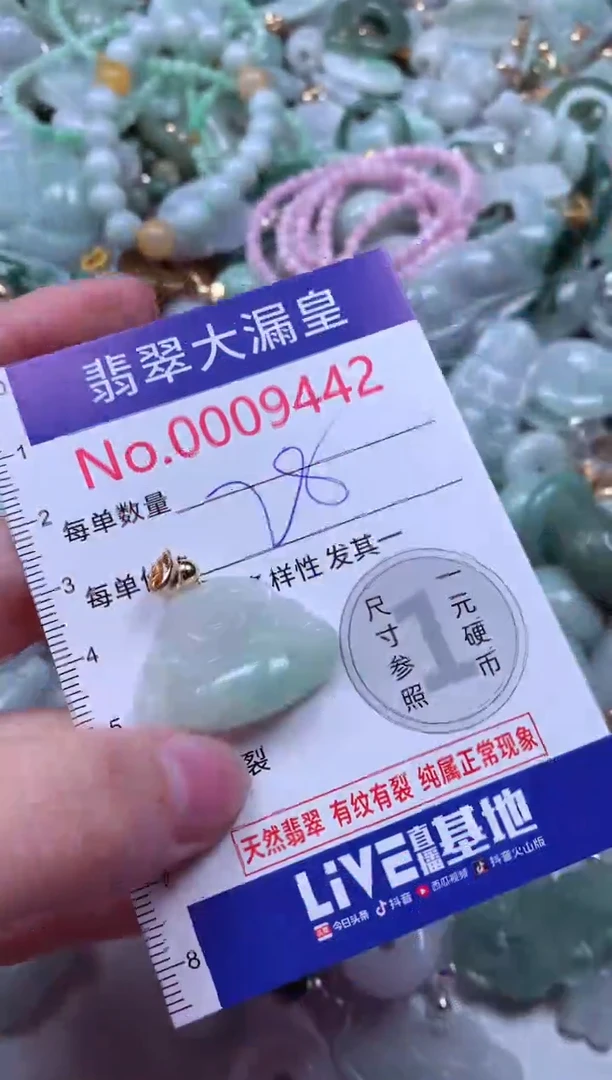 翡翠大漏皇
No.0009442
1
2 每单数量 28
3 每单 样性 发其一
4
5
裂
8
尺寸参照
1
一元硬币
天然翡翠 有纹有裂 纯属正常现象
LiVE直播基地
今日头条 抖音 西瓜视频 抖音火山版